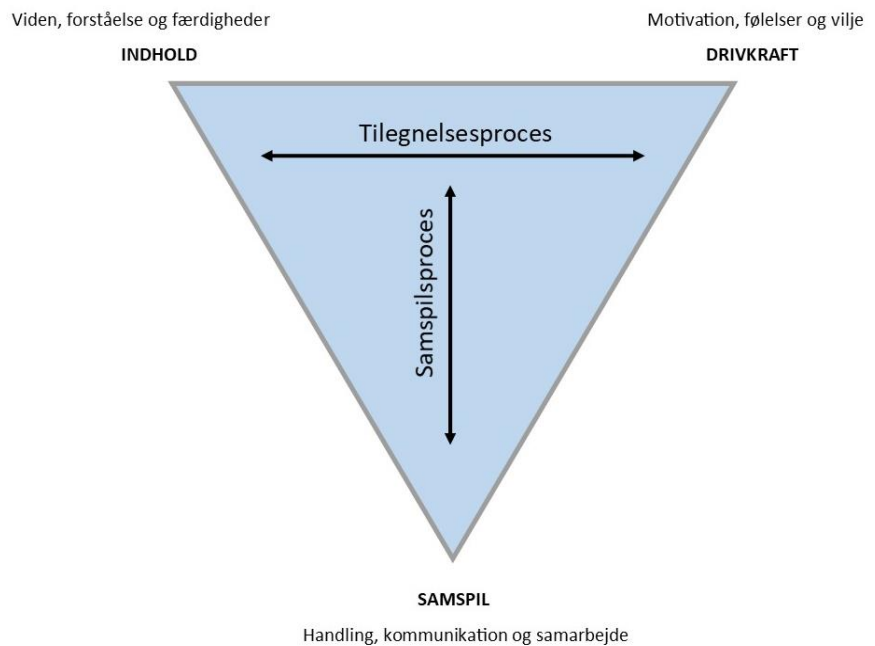 Viden, forståelse og færdigheder
INDHOLD
Motivation, følelser og vilje
DRIVKRAFT
Tilegnelsesproces
Samspilsproces
SAMSPIL
Handling, kommunikation og samarbejde